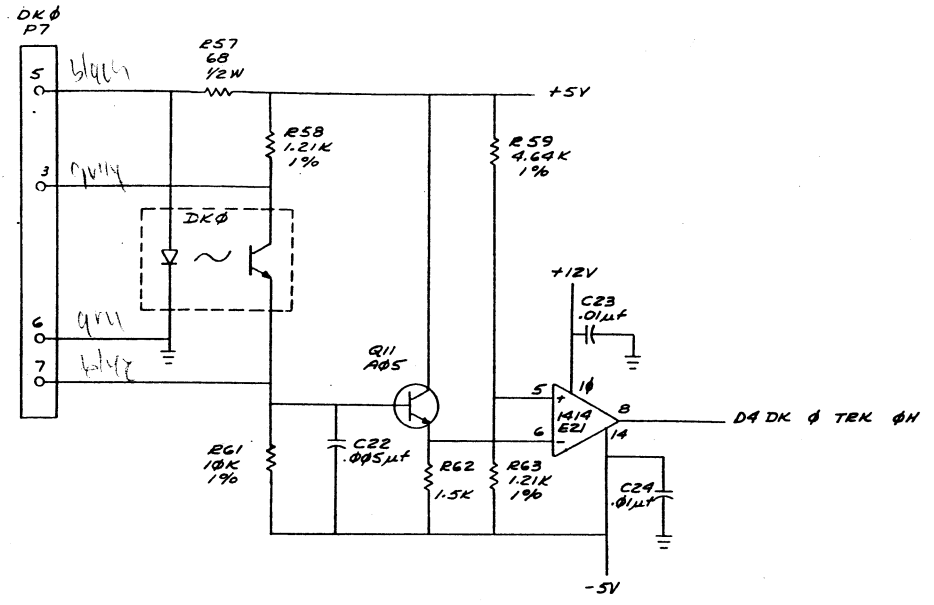 DKØ
P7
R57
68
1/2W
5
+5V
R58
1.21K
1%
R59
4.64K
1%
3
DKØ
+12V
C23
.01µf
6
7
Q11
AØ5
5 + 1Ø
1414
E21
8
D4 DK Ø TRK ØH
6 -
14
R61
1ØK
1%
C22
.ØØ5µf
R62
1.5K
R63
1.21K
1%
C24
.Ø1µf
-5V